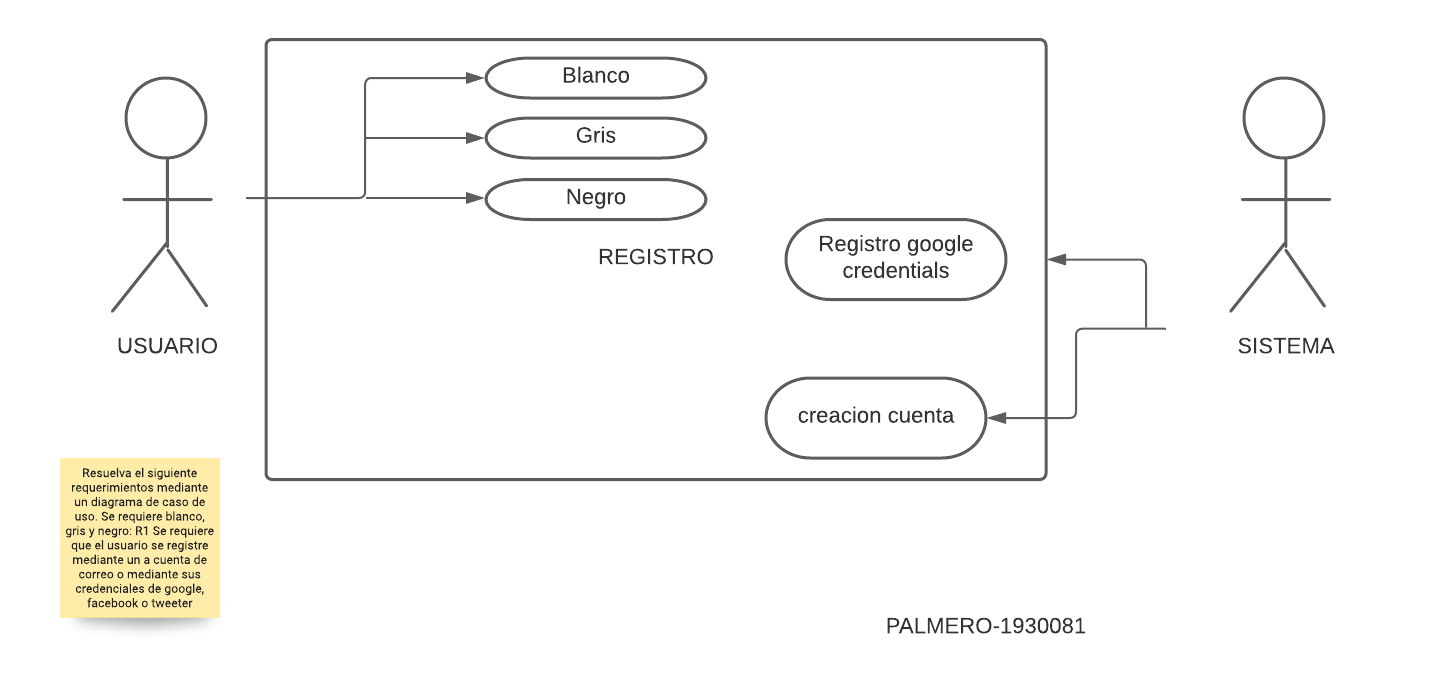 Blanco
Gris
Negro
REGISTRO
Registro google
credentials
USUARIO
SISTEMA
creacion cuenta
Resuelva el siguiente
requerimientos mediante
un diagrama de caso de
uso. Se requiere blanco,
gris y negro: R1 Se requiere
que el usuario se registre
mediante un a cuenta de
correo o mediante sus
credenciales de google,
facebook o tweeter
PALMERO-1930081